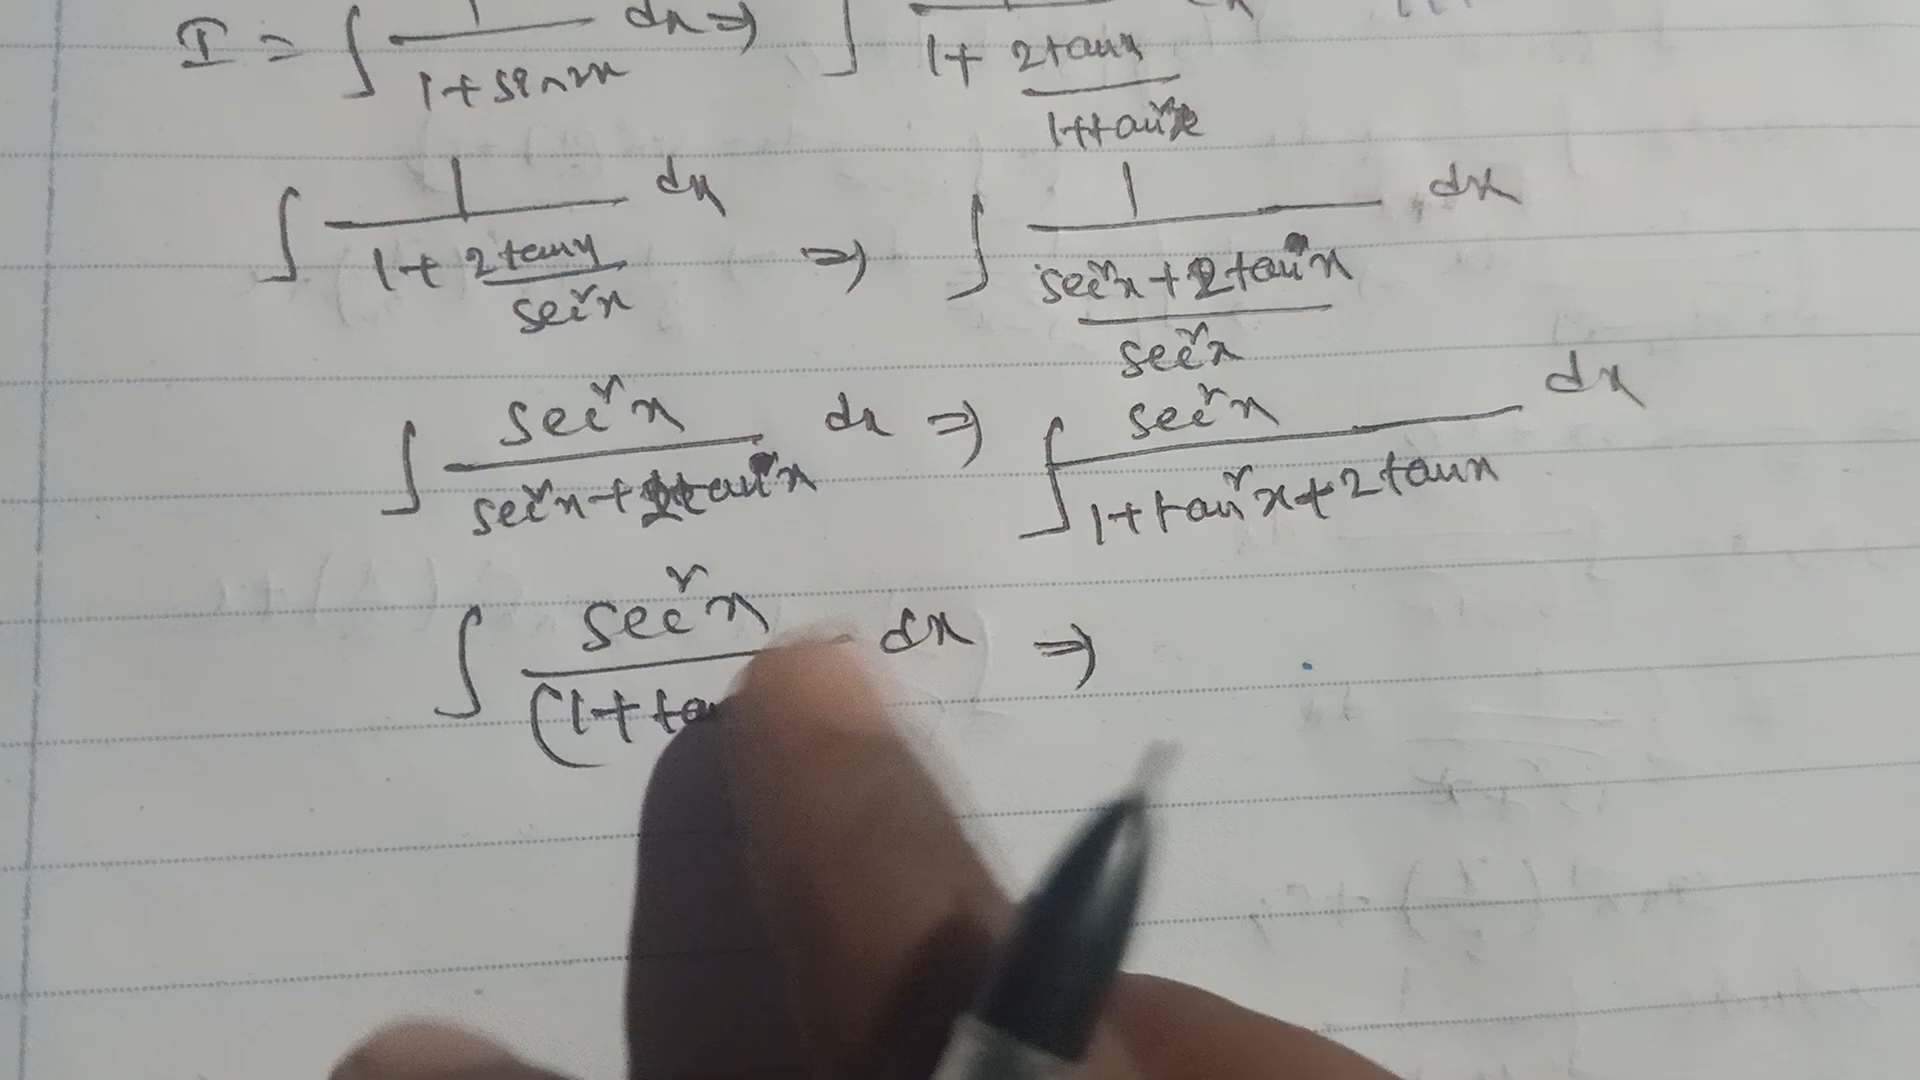 I = ∫ 1/(1+sin2x) dx ⇒ ∫ 1/(1+ 2tanx/(1+tan²x))
∫ 1/(1+ 2tanx/sec²x) dx ⇒ ∫ 1/((sec²x+2tanx)/sec²x) dx
∫ sec²x/(sec²x+2tanx) dx ⇒ ∫ sec²x/(1+tan²x+2tanx) dx
∫ sec²x/(1+ta dx ⇒